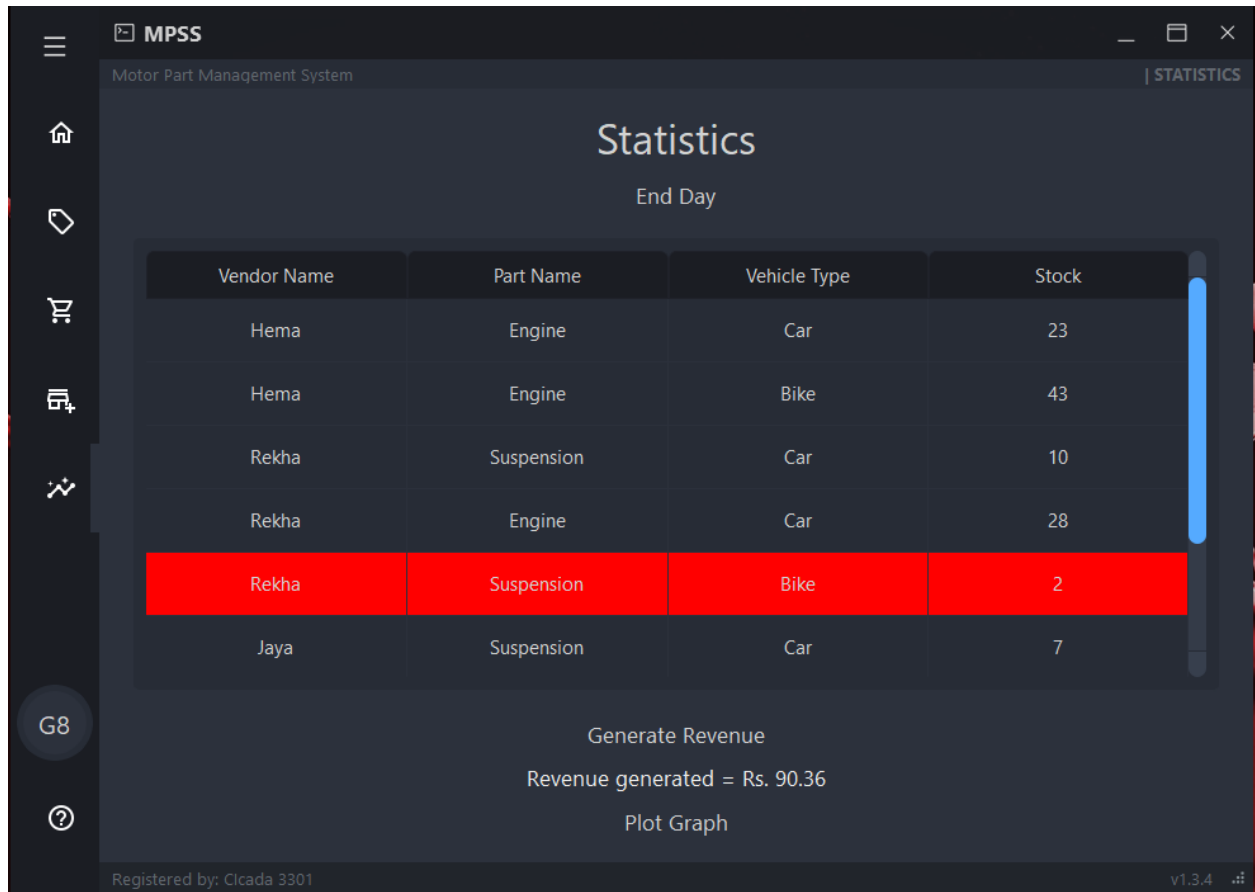 MPSS
Motor Part Management System | STATISTICS
Statistics
End Day
Vendor Name Part Name Vehicle Type Stock
Hema Engine Car 23
Hema Engine Bike 43
Rekha Suspension Car 10
Rekha Engine Car 28
Rekha Suspension Bike 2
Jaya Suspension Car 7
G8
Generate Revenue
Revenue generated = Rs. 90.36
Plot Graph
Registered by: CIcada 3301 v1.3.4